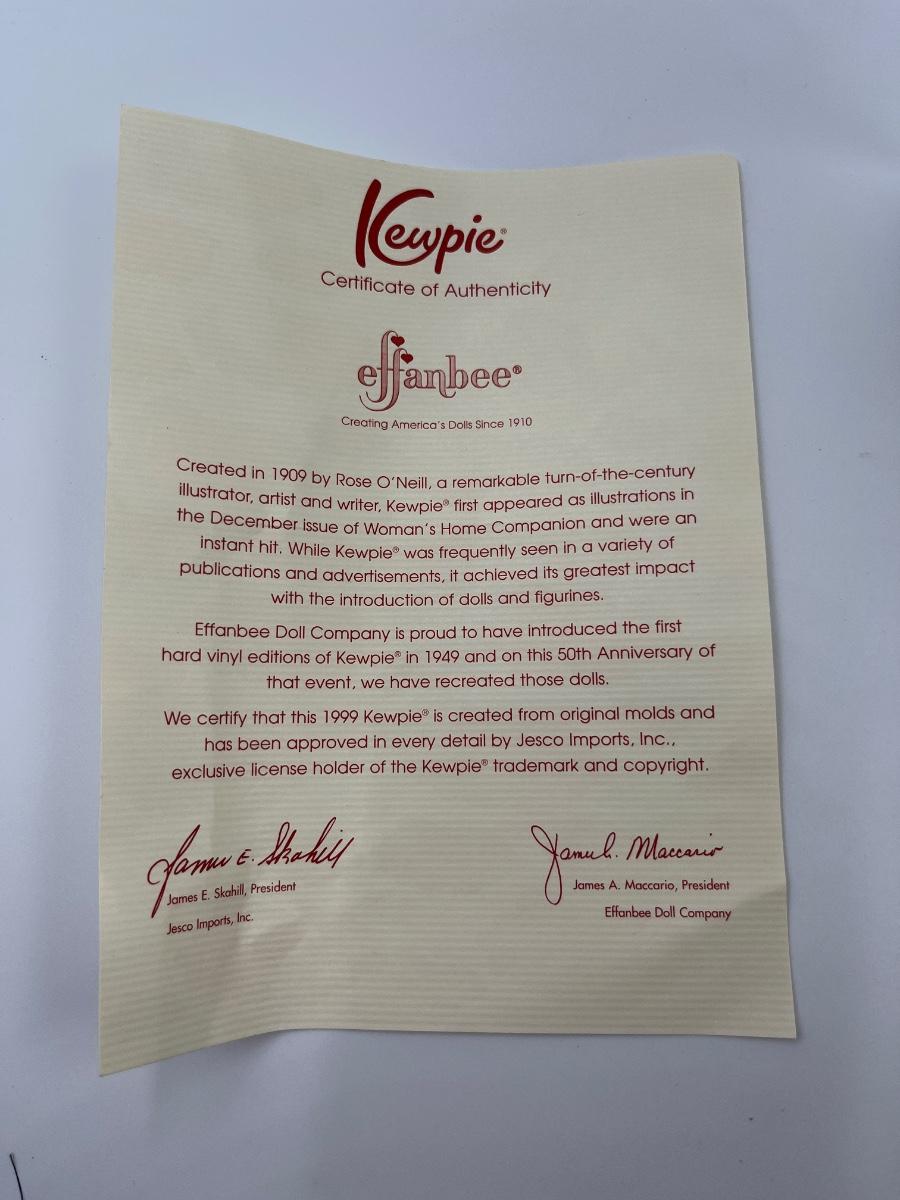 Kewpie®
Certificate of Authenticity
effanbee®
Creating America's Dolls Since 1910
Created in 1909 by Rose O'Neill, a remarkable turn-of-the-century
illustrator, artist and writer, Kewpie® first appeared as illustrations in
the December issue of Woman's Home Companion and were an
instant hit. While Kewpie® was frequently seen in a variety of
publications and advertisements, it achieved its greatest impact
with the introduction of dolls and figurines.
Effanbee Doll Company is proud to have introduced the first
hard vinyl editions of Kewpie® in 1949 and on this 50th Anniversary of
that event, we have recreated those dolls.
We certify that this 1999 Kewpie® is created from original molds and
has been approved in every detail by Jesco Imports, Inc.,
exclusive license holder of the Kewpie® trademark and copyright.
James E. Skahill
James E. Skahill, President
Jesco Imports, Inc.
James A. Maccario
James A. Maccario, President
Effanbee Doll Company